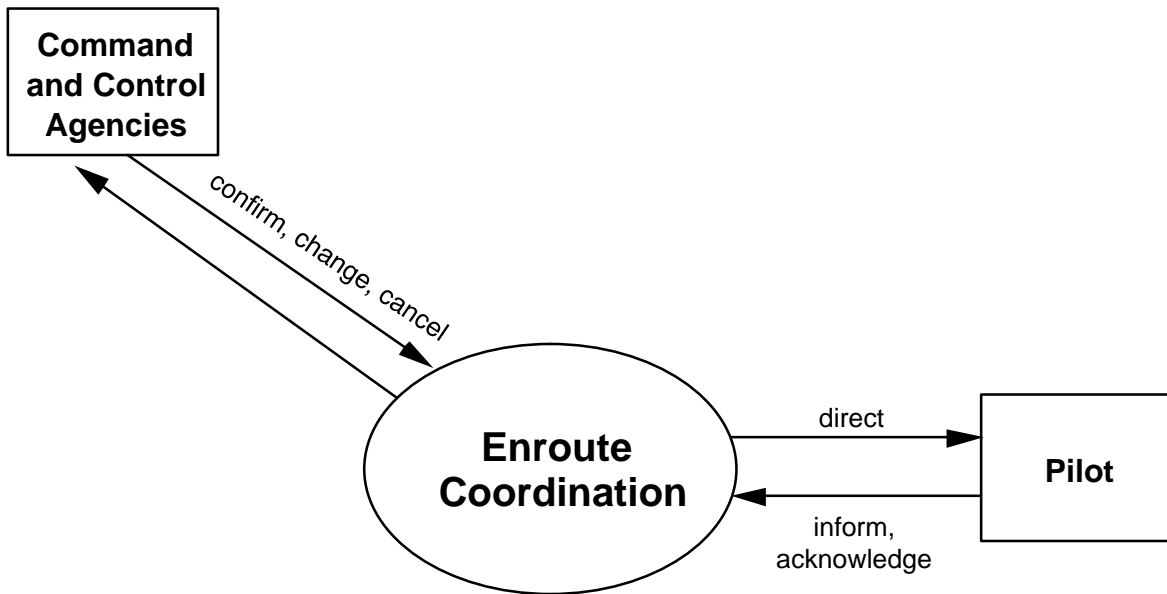 Command
and Control
Agencies
confirm, change, cancel
Enroute
Coordination
direct
Pilot
inform,
acknowledge